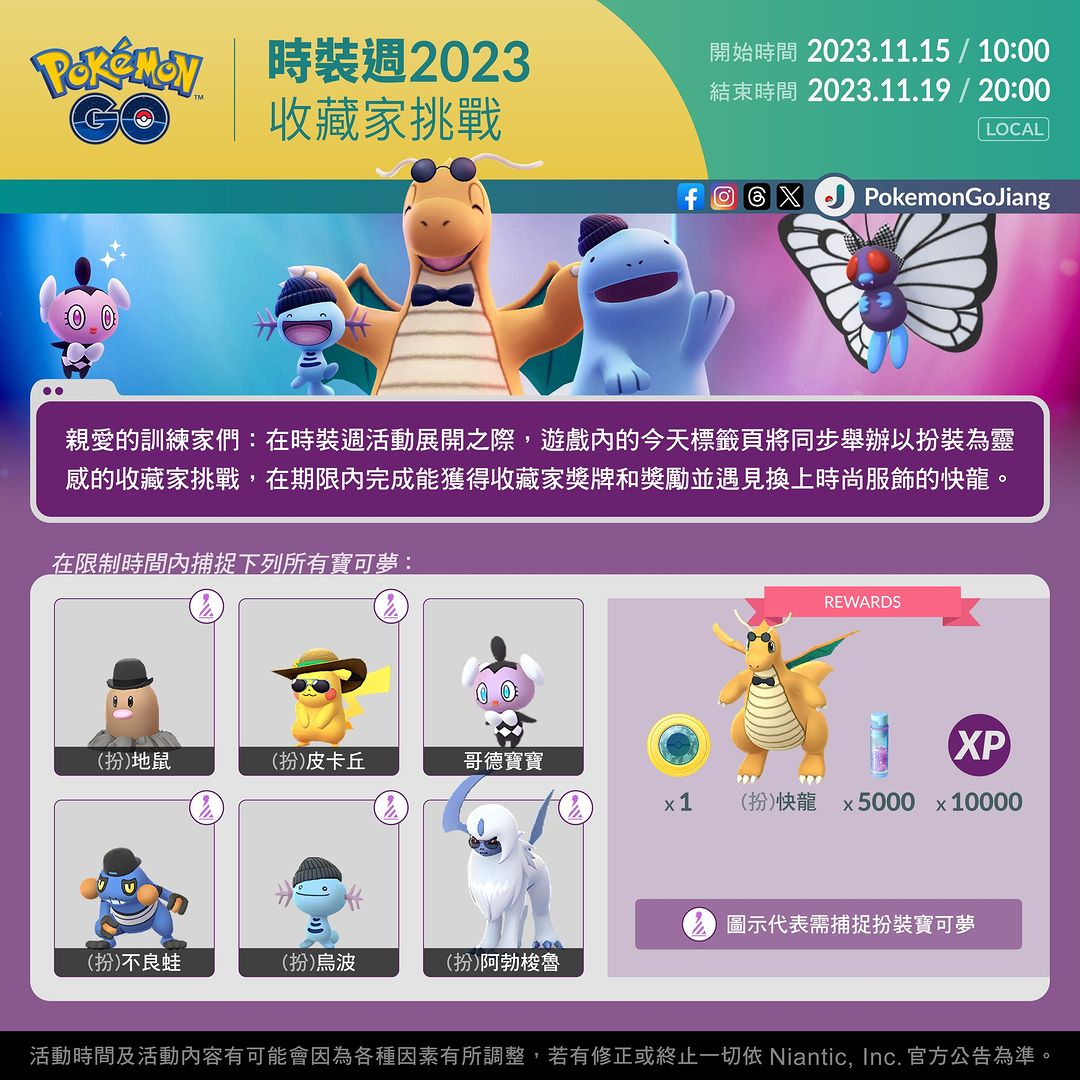 POKéMON
GO
TM
時裝週2023
收藏家挑戰
開始時間 2023.11.15 / 10:00
結束時間 2023.11.19 / 20:00
LOCAL
PokemonGoJiang
親愛的訓練家們：在時裝週活動展開之際，遊戲內的今天標籤頁將同步舉辦以扮裝為靈
感的收藏家挑戰，在期限內完成能獲得收藏家獎牌和獎勵並遇見換上時尚服飾的快龍。
在限制時間內捕捉下列所有寶可夢：
(扮)地鼠
(扮)皮卡丘
哥德寶寶
(扮)不良蛙
(扮)烏波
(扮)阿勃梭魯
REWARDS
XP
x 1
(扮)快龍
x 5000
x 10000
圖示代表需捕捉扮裝寶可夢
活動時間及活動內容有可能會因為各種因素有所調整，若有修正或終止一切依 Niantic, Inc. 官方公告為準。